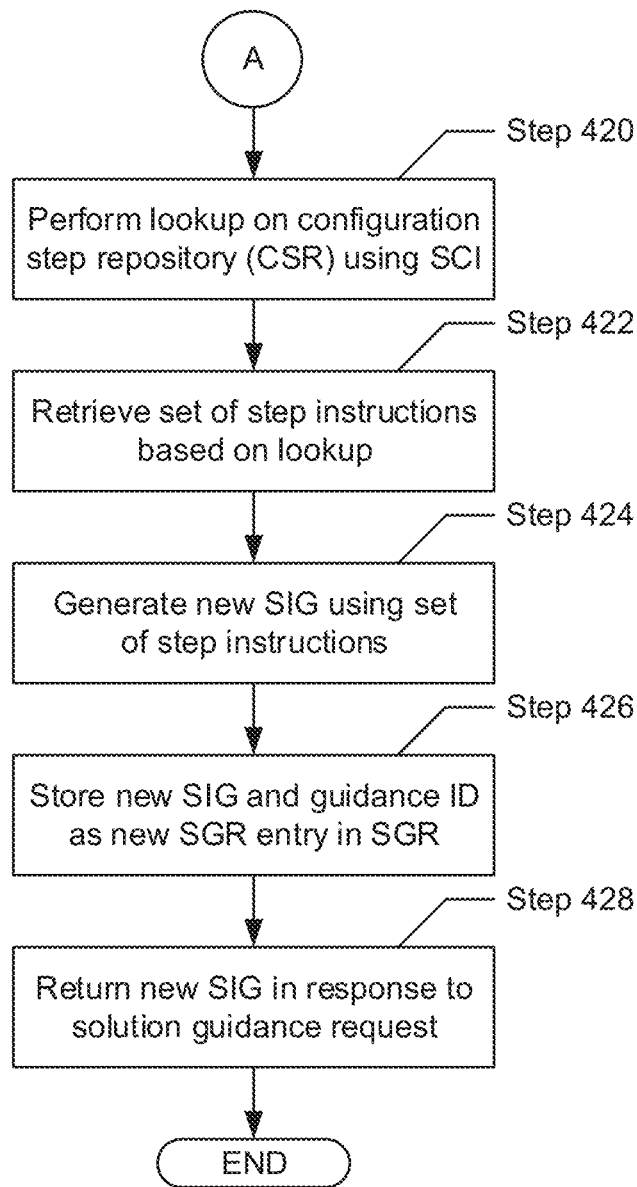 A
Step 420
Perform lookup on configuration
step repository (CSR) using SCI
Step 422
Retrieve set of step instructions
based on lookup
Step 424
Generate new SIG using set
of step instructions
Step 426
Store new SIG and guidance ID
as new SGR entry in SGR
Step 428
Return new SIG in response to
solution guidance request
END